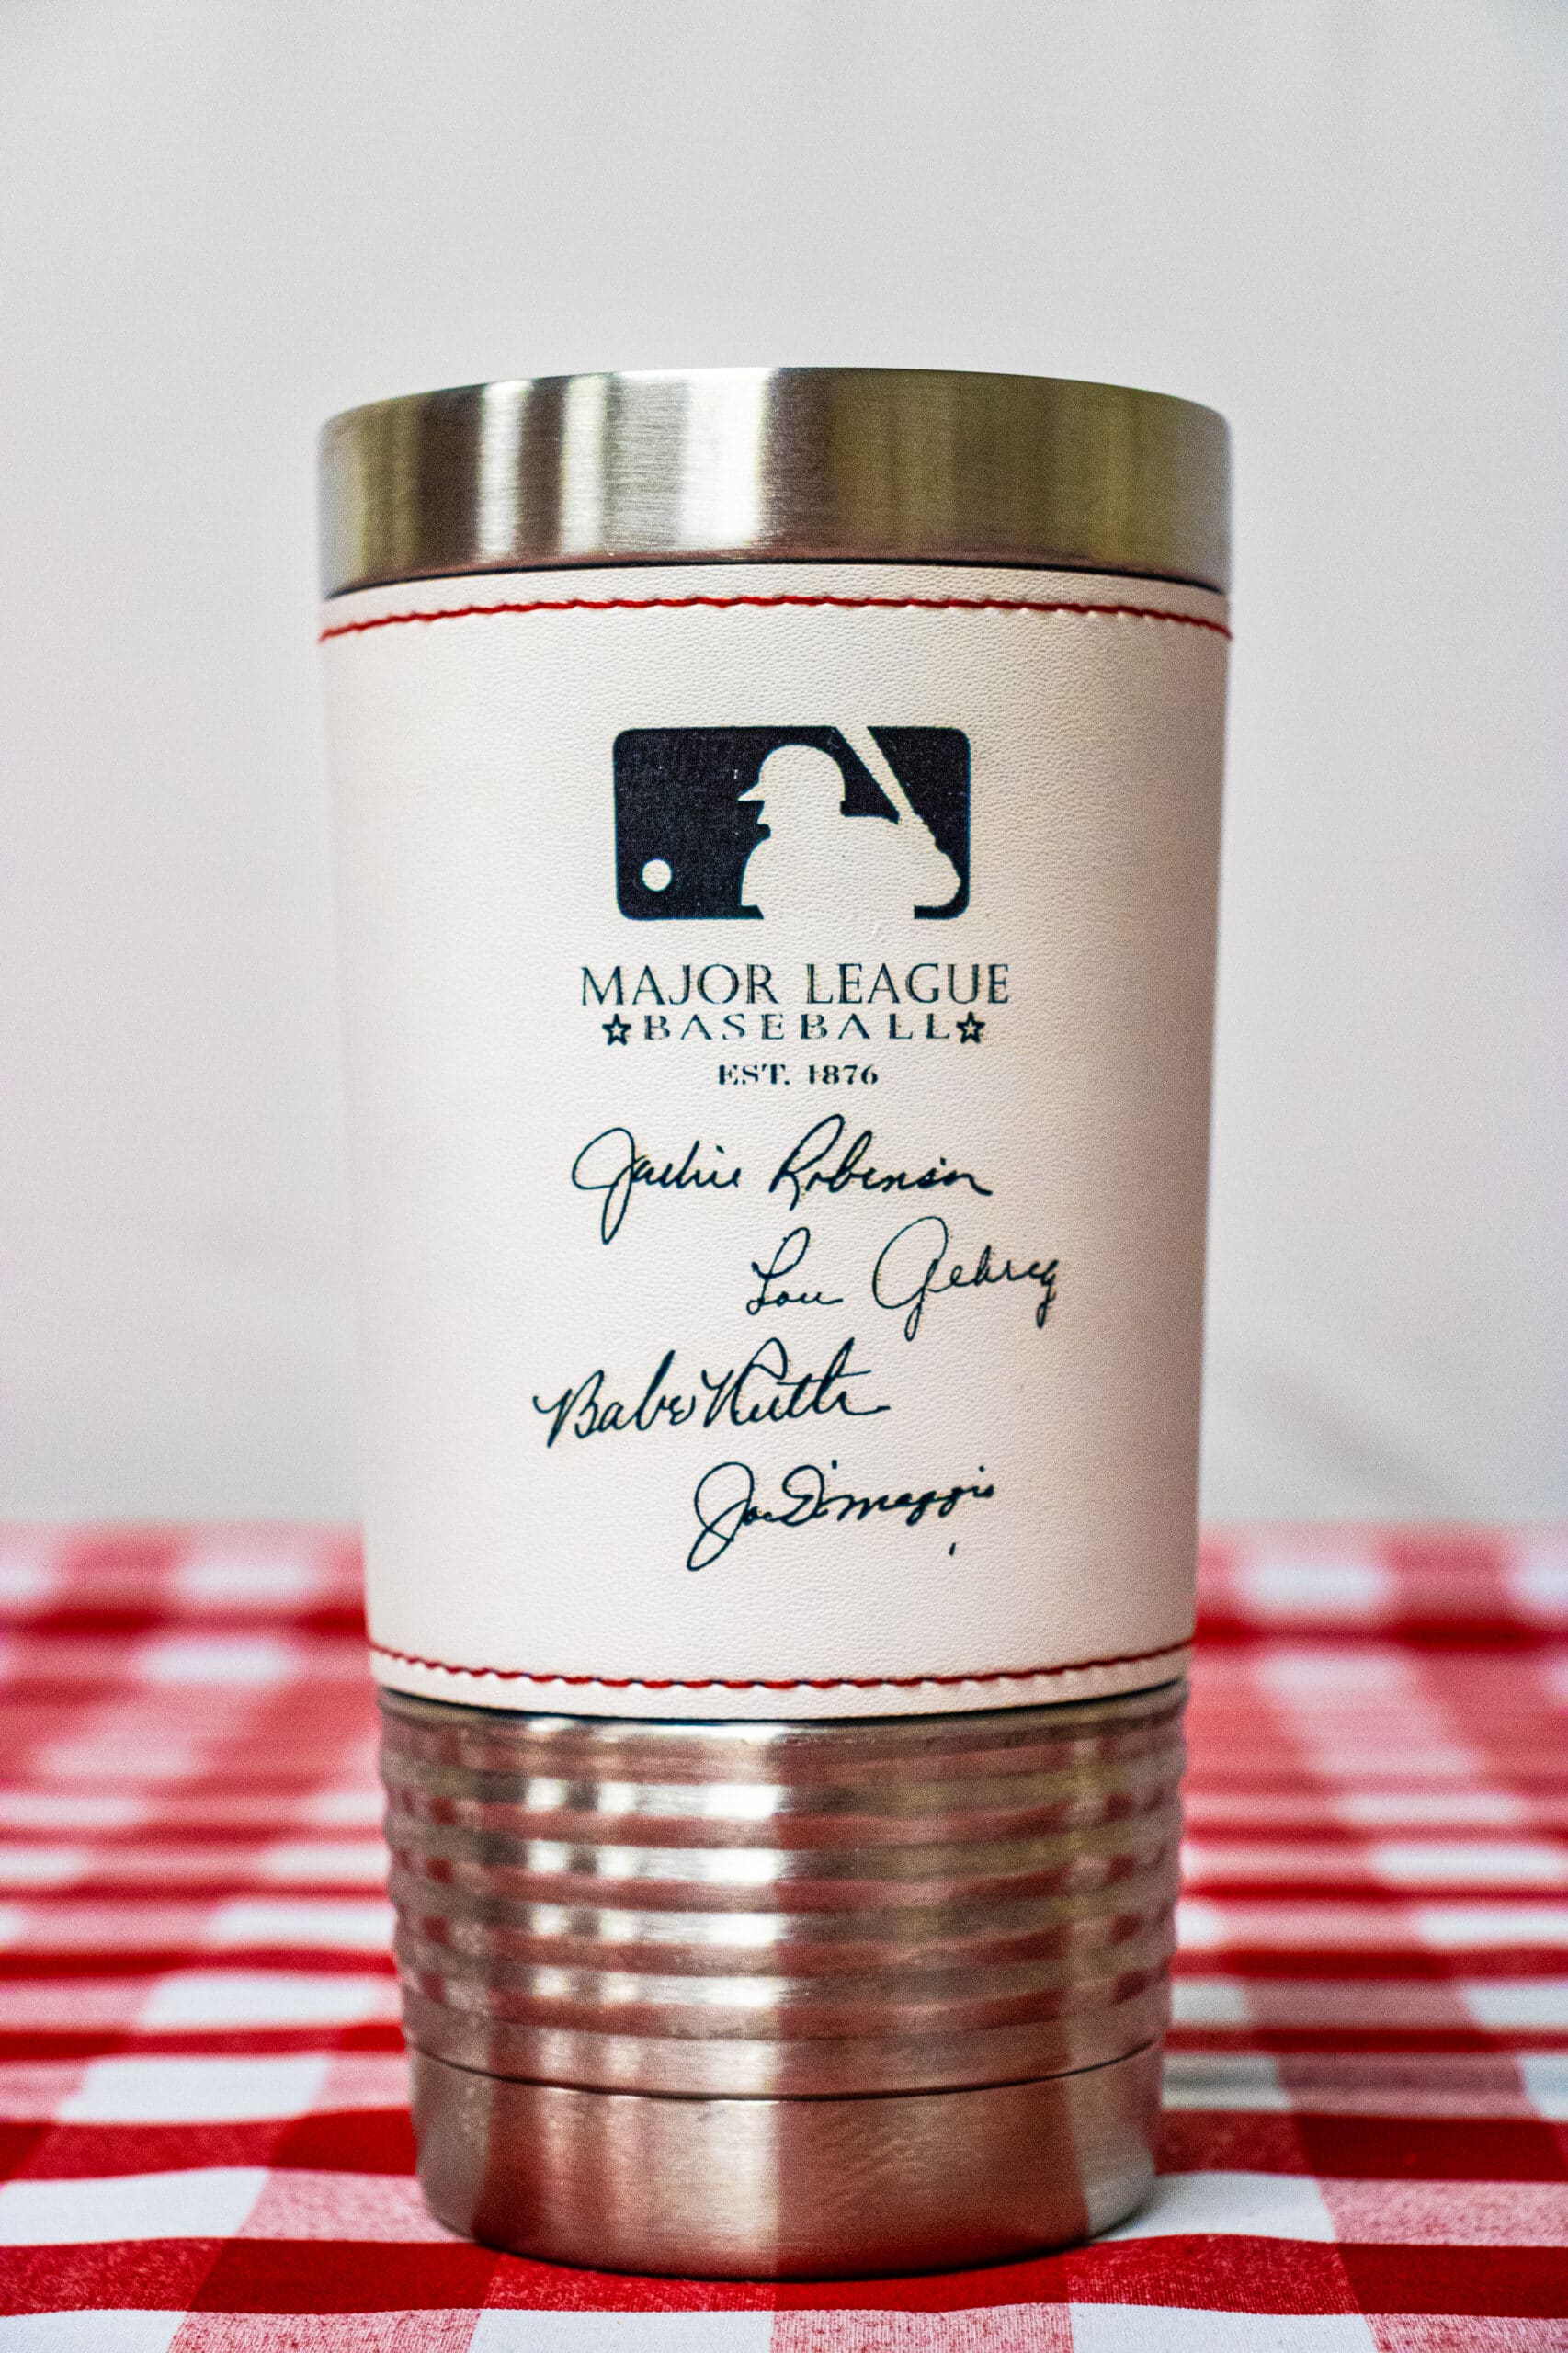 MAJOR LEAGUE
☆BASEBALL☆
EST. 1876
Jackie Robinson
Lou Gehrig
Babe Ruth
Joe DiMaggio